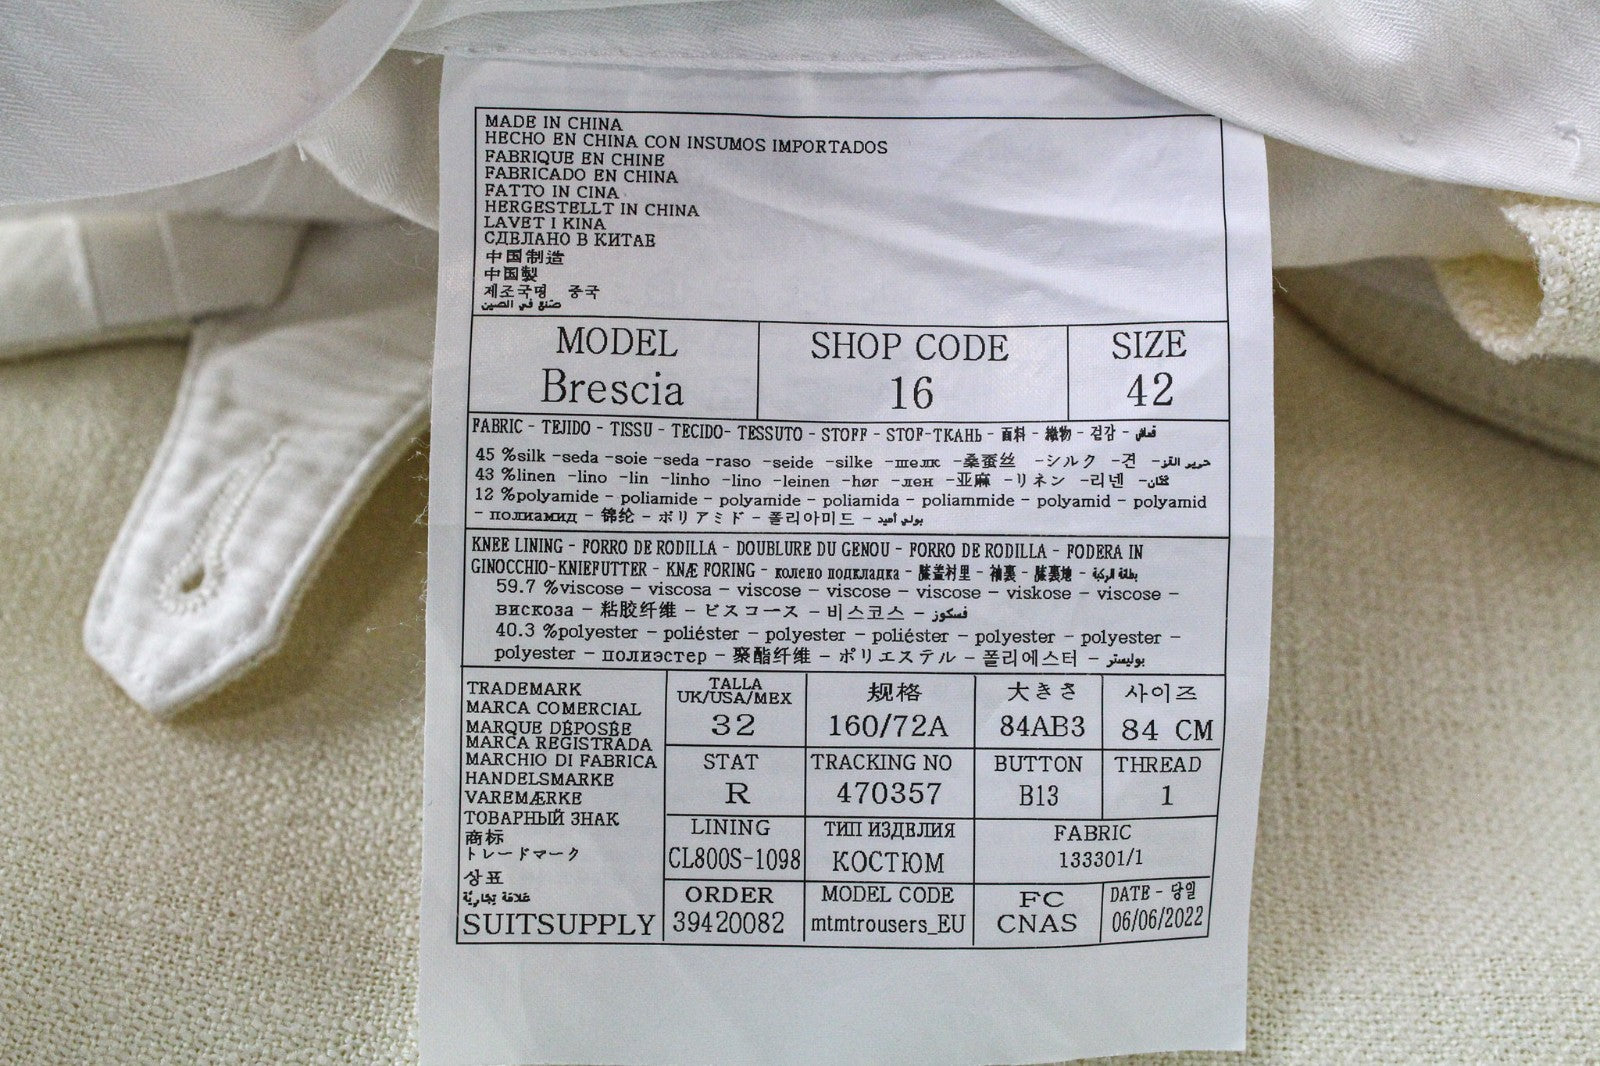 MADE IN CHINA
HECHO EN CHINA CON INSUMOS IMPORTADOS
FABRIQUE EN CHINE
FABRICADO EN CHINA
FATTO IN CINA
HERGESTELLT IN CHINA
LAVET I KINA
СДЕЛАНО В КИТАЕ
中国制造
中国製
제조국명 중국
صنع في الصين
MODEL
Brescia
SHOP CODE
16
SIZE
42
FABRIC - TEJIDO - TISSU - TECIDO- TESSUTO - STOFF - STOF-ТКАНЬ - 百料 - 織物 - 겉감 - قماش
45 %silk -seda -soie -seda -raso -seide -silke -шелк -桑蚕丝 -シルク -견 -حرير القز
43 %linen -lino -lin -linho -lino -leinen -hør -лен -亚麻 -リネン -리넨 -كتان
12 %polyamide - poliamide - polyamide - poliamida - poliammide - polyamid - polyamid
- полиамид - 锦纶 - ポリアミド - 폴리아미드 - بولي أميد
KNEE LINING - FORRO DE RODILLA - DOUBLURE DU GENOU - FORRO DE RODILLA - FODERA IN
GINOCCHIO-KNIEFUTTER - KNÆ FORING - колено подкладка - 膝盖衬里 - 袖裏 - 膝裏地 - بطانة الركبة
59.7 %viscose - viscosa - viscose - viscose - viscose - viskose - viscose -
вискоза - 粘胶纤维 - ビスコース - 비스코스 - فسكوز
40.3 %polyester - poliéster - polyester - poliéster - polyester - polyester -
polyester - полиэстер - 聚酯纤维 - ポリエステル - 폴리에스터 - بوليستر
TRADEMARK
MARCA COMERCIAL
MARQUE DÉPOSÉE
MARCA REGISTRADA
MARCHIO DI FABRICA
HANDELSMARKE
VAREMÆRKE
ТОВАРНЫЙ ЗНАК
商标
トレードマーク
상표
علامة تجارية
SUITSUPPLY
TALLA
UK/USA/MEX
32
规格
160/72A
大きさ
84AB3
사이즈
84 CM
STAT
R
TRACKING NO
470357
BUTTON
B13
THREAD
1
LINING
CL800S-1098
ТИП ИЗДЕЛИЯ
КОСТЮМ
FABRIC
133301/1
ORDER
39420082
MODEL CODE
mtmtrousers_EU
FC
CNAS
DATE - 당일
06/06/2022